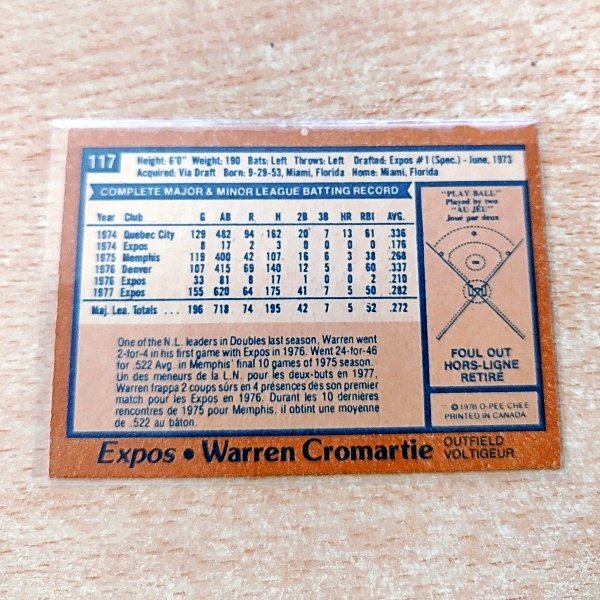 117
Height: 6'0" Weight: 190 Bats: Left Throws: Left Drafted: Expos #1 (Spec.) - June, 1973
Acquired: Via Draft Born: 9-29-53, Miami, Florida Home: Miami, Florida
COMPLETE MAJOR & MINOR LEAGUE BATTING RECORD
Year Club G AB R H 2B 3B HR RBI AVG.
1974 Quebec City 129 482 94 162 20 7 13 61 .336
1974 Expos 8 17 2 3 0 0 0 0 .176
1975 Memphis 119 400 42 107 16 6 3 38 .268
1976 Denver 107 415 69 140 12 5 8 60 .337
1976 Expos 33 81 8 17 1 0 0 2 .210
1977 Expos 155 620 64 175 41 7 5 50 .282
Maj. Lea. Totals . . . 196 718 74 195 42 7 5 52 .272
One of the N.L. leaders in Doubles last season, Warren went
2-for-4 in his first game with Expos in 1976. Went 24-for-46
for .522 Avg. in Memphis' final 10 games of 1975 season.
Un des meneurs de la L.N. pour les deux-buts en 1977,
Warren frappa 2 coups sûrs en 4 présences dès son premier
match pour les Expos en 1976. Durant les 10 dernières
rencontres de 1975 pour Memphis, il obtint une moyenne
de .522 au bâton.
"PLAY BALL"
Played by two
"AU JEU"
Joué par deux
FOUL OUT
HORS-LIGNE
RETIRÉ
© 1978 O-PEE-CHEE
PRINTED IN CANADA
Expos • Warren Cromartie
OUTFIELD
VOLTIGEUR